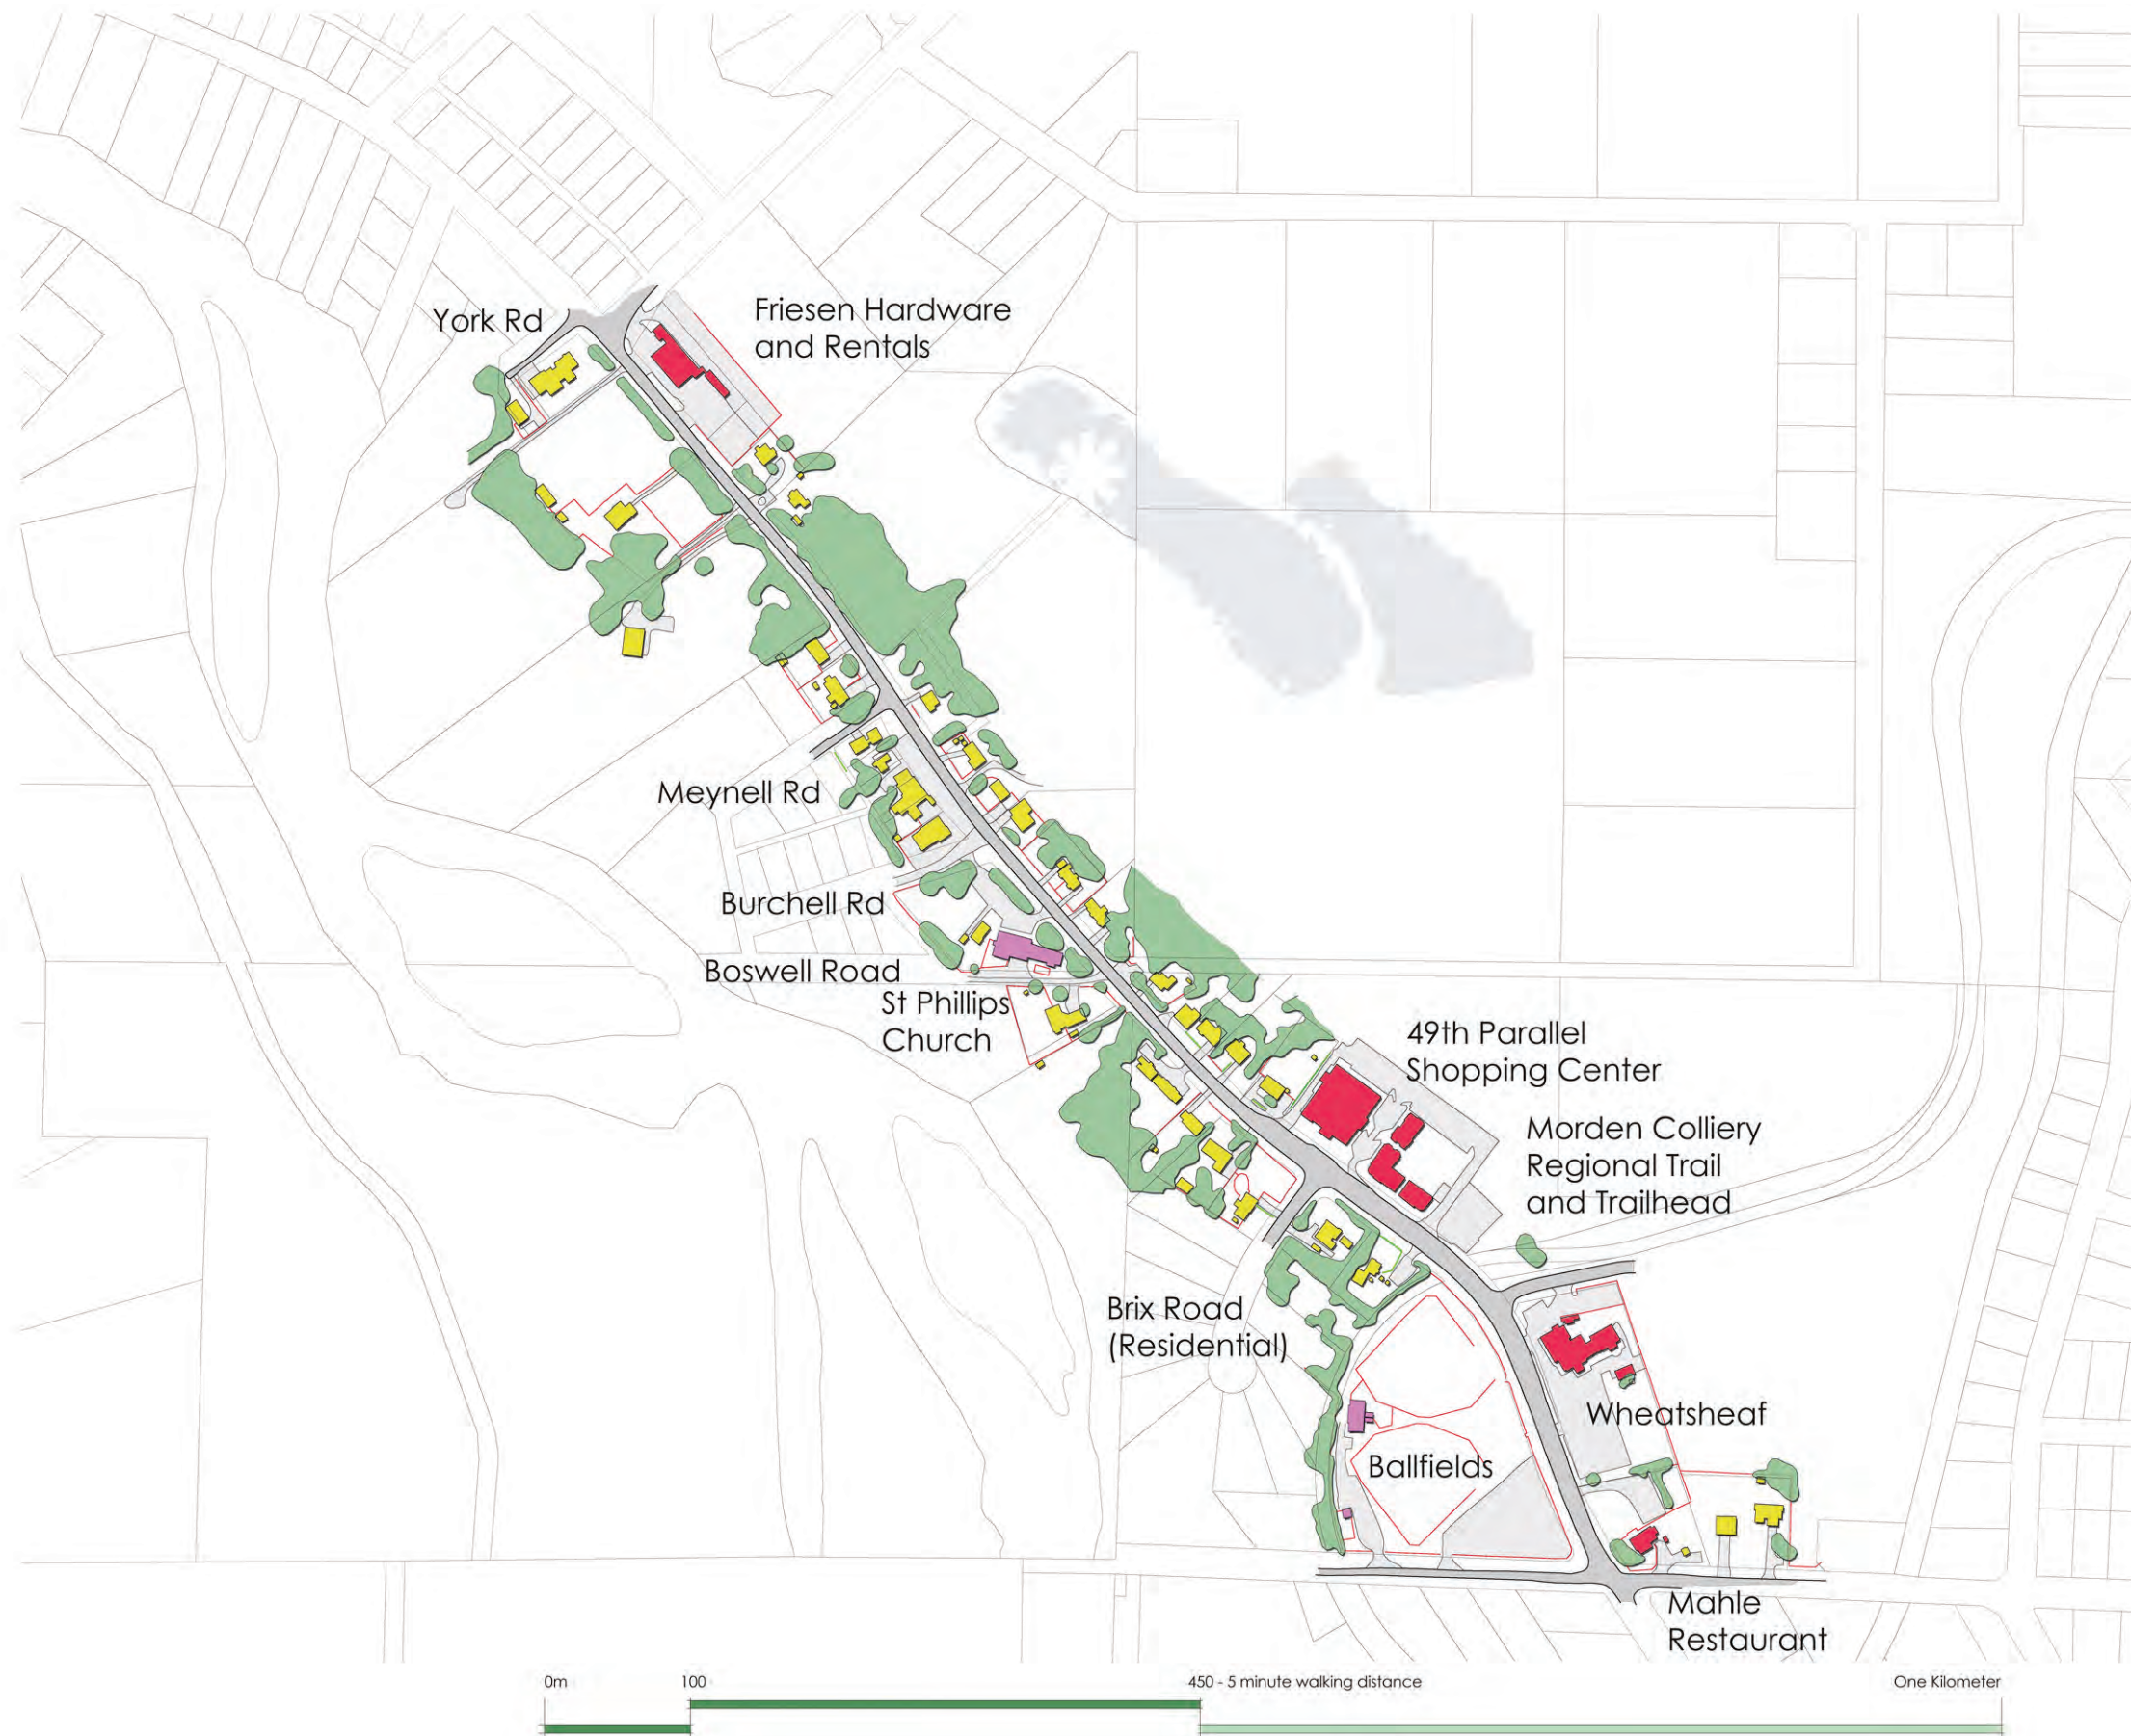 York Rd
Friesen Hardware
and Rentals
Meynell Rd
Burchell Rd
Boswell Road
St Phillips
Church
49th Parallel
Shopping Center
Morden Colliery
Regional Trail
and Trailhead
Brix Road
(Residential)
Wheatsheaf
Ballfields
Mahle
Restaurant
0m
100
450 - 5 minute walking distance
One Kilometer